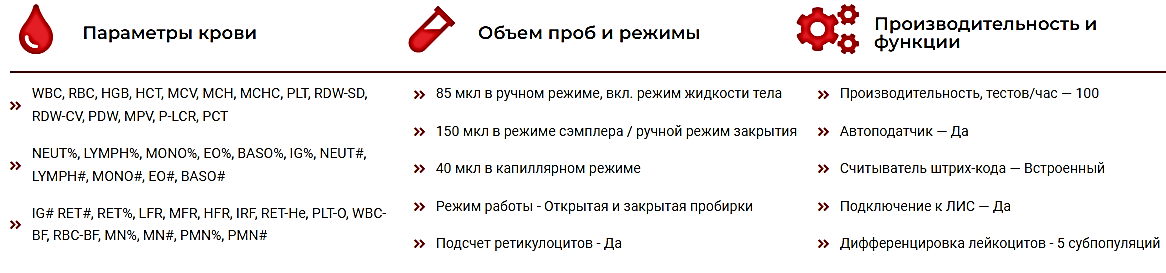 Параметры крови
WBC, RBC, HGB, HCT, MCV, MCH, MCHC, PLT, RDW-SD,
RDW-CV, PDW, MPV, P-LCR, PCT
NEUT%, LYMPH%, MONO%, EO%, BASO%, IG%, NEUT#,
LYMPH#, MONO#, EO#, BASO#
IG# RET#, RET%, LFR, MFR, HFR, IRF, RET-He, PLT-O, WBC-
BF, RBC-BF, MN%, MN#, PMN%, PMN#
Объем проб и режимы
85 мкл в ручном режиме, вкл. режим жидкости тела
150 мкл в режиме сэмплера / ручной режим закрытия
40 мкл в капиллярном режиме
Режим работы - Открытая и закрытая пробирки
Подсчет ретикулоцитов - Да
Производительность и
функции
Производительность, тестов/час — 100
Автоподатчик — Да
Считыватель штрих-кода — Встроенный
Подключение к ЛИС — Да
Дифференцировка лейкоцитов - 5 субпопуляций